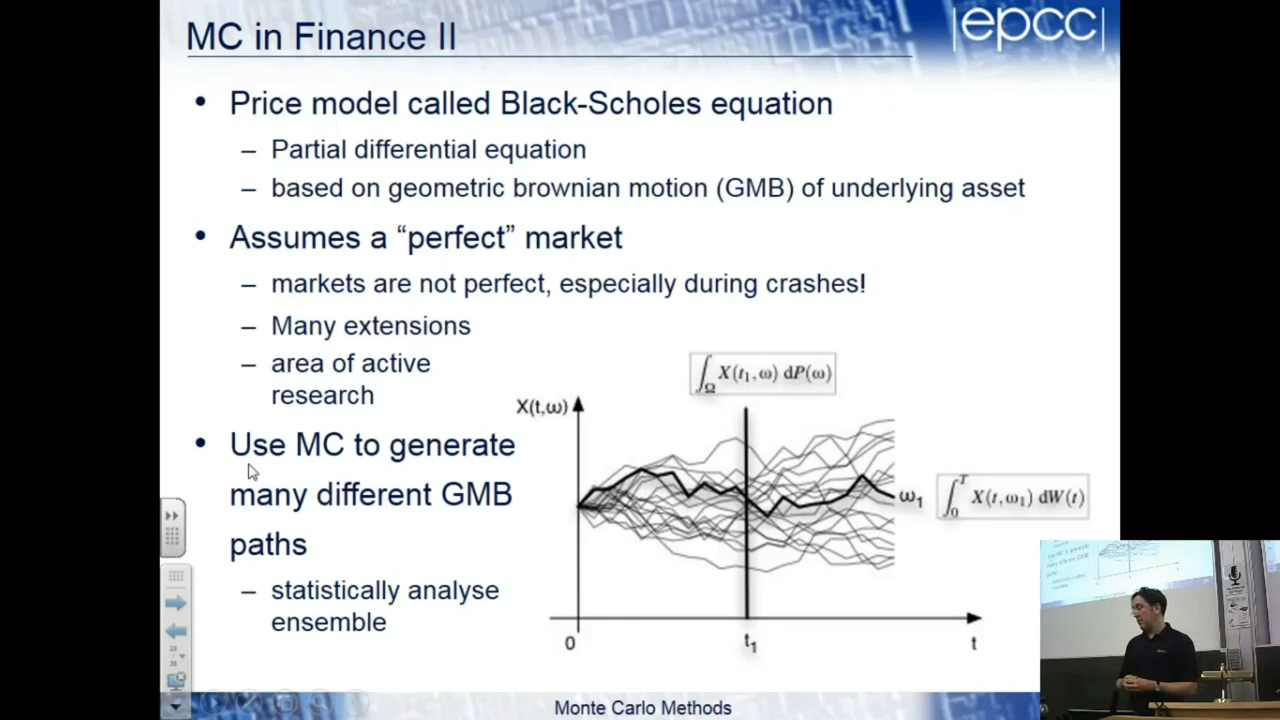 MC in Finance II
|epcc|
• Price model called Black-Scholes equation
– Partial differential equation
– based on geometric brownian motion (GMB) of underlying asset
• Assumes a “perfect” market
– markets are not perfect, especially during crashes!
– Many extensions
– area of active
research
• Use MC to generate
many different GMB
paths
– statistically analyse
ensemble
∫Ω X(t₁,ω) dP(ω)
X(t,ω)
ω₁
∫₀ᵀ X(t,ω₁) dW(t)
0
t₁
t
Monte Carlo Methods